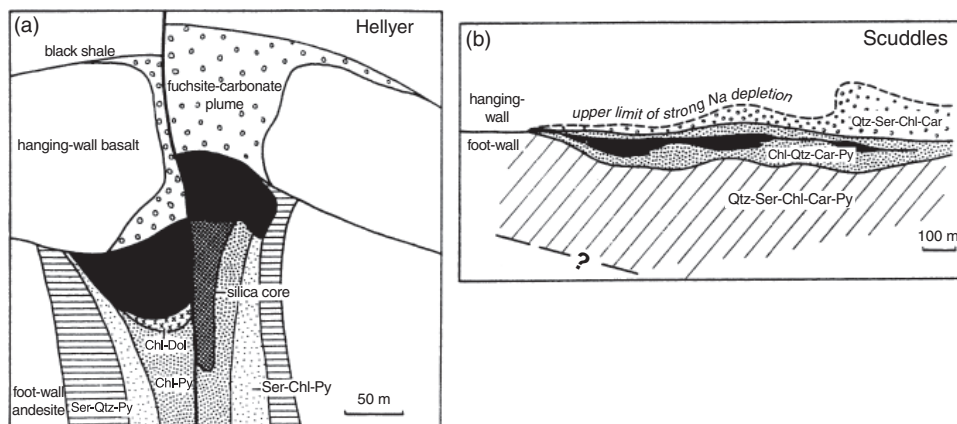 (a)
Hellyer
black shale
fuchsite-carbonate
plume
hanging-wall basalt
silica core
Chl-Dol
Chl-Py
Ser-Chl-Py
foot-wall
andesite
Ser-Qtz-Py
50 m
(b)
Scuddles
upper limit of strong Na depletion
hanging-
wall
foot-wall
Qtz-Ser-Chl-Car
Chl-Qtz-Car-Py
Qtz-Ser-Chl-Car-Py
?
100 m